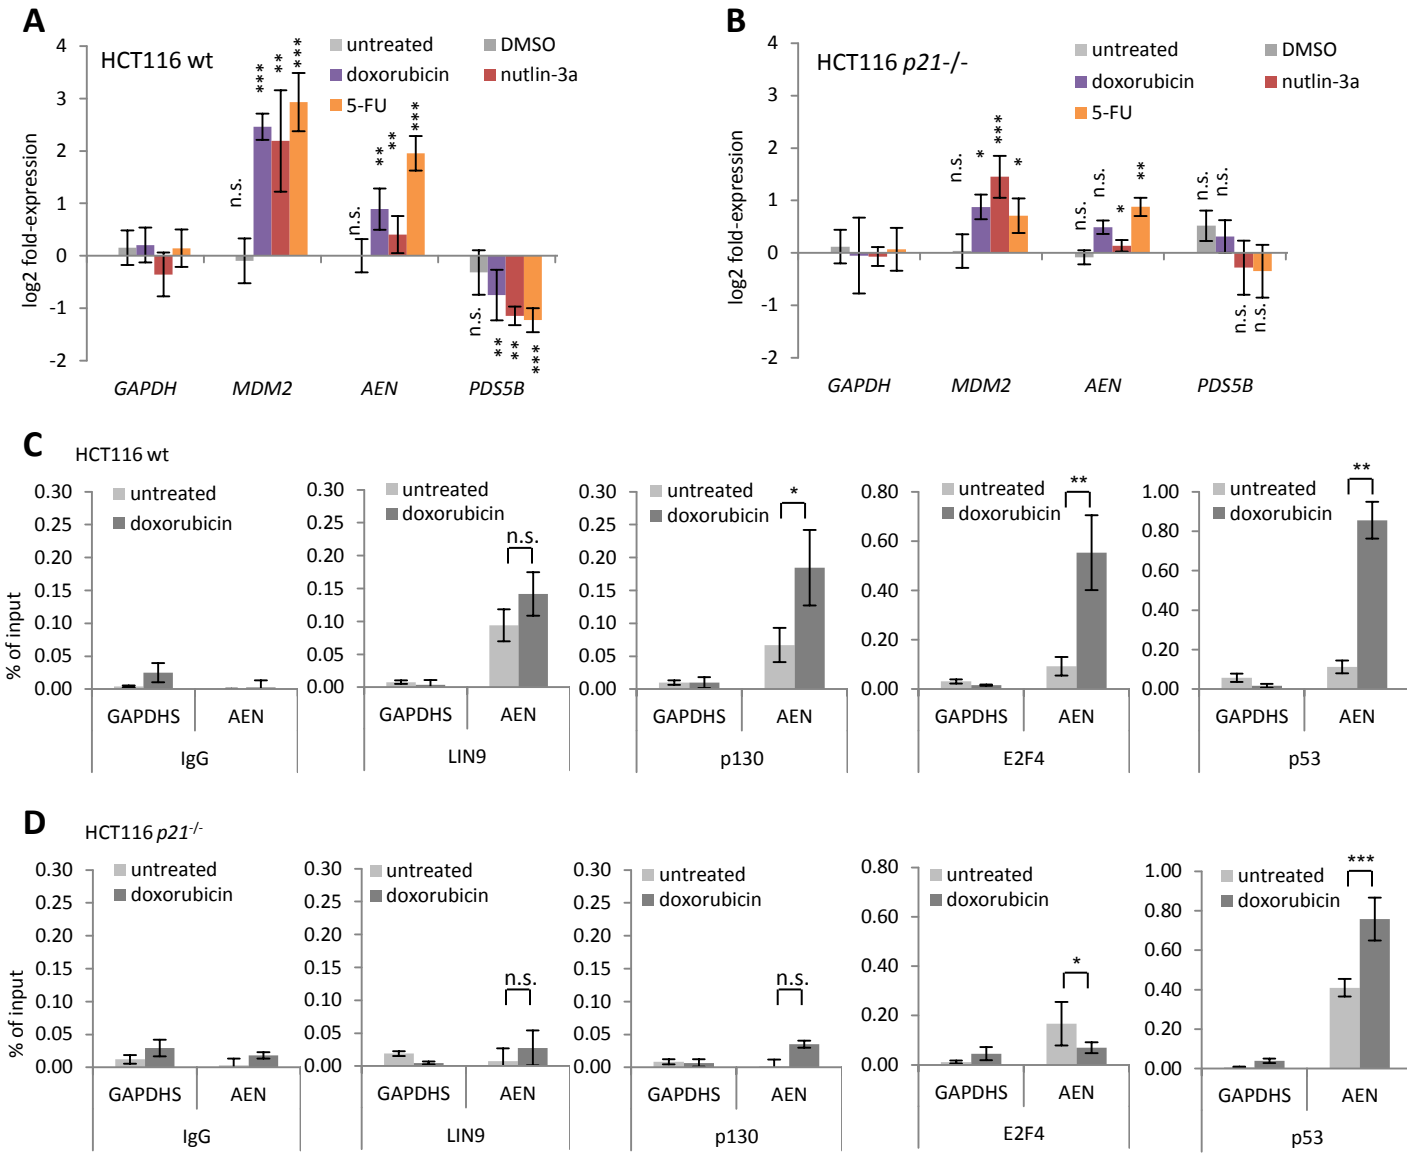 A
HCT116 wt
untreated
DMSO
doxorubicin
nutlin-3a
5-FU
log2 fold-expression
4
3
2
1
0
-1
-2
n.s.
***
**
***
n.s.
**
**
***
n.s.
**
**
***
GAPDH
MDM2
AEN
PDS5B
B
HCT116 p21-/-
untreated
DMSO
doxorubicin
nutlin-3a
5-FU
log2 fold-expression
4
3
2
1
0
-1
-2
n.s.
*
***
*
n.s.
n.s.
*
**
n.s.
n.s.
n.s.
n.s.
GAPDH
MDM2
AEN
PDS5B
C
HCT116 wt
% of input
0.30
0.25
0.20
0.15
0.10
0.05
0.00
untreated
doxorubicin
GAPDHS
AEN
IgG
0.30
0.25
0.20
0.15
0.10
0.05
0.00
untreated
doxorubicin
n.s.
GAPDHS
AEN
LIN9
0.30
0.25
0.20
0.15
0.10
0.05
0.00
untreated
doxorubicin
*
GAPDHS
AEN
p130
0.80
0.60
0.40
0.20
0.00
untreated
doxorubicin
**
GAPDHS
AEN
E2F4
1.00
0.80
0.60
0.40
0.20
0.00
untreated
doxorubicin
**
GAPDHS
AEN
p53
D
HCT116 p21-/-
% of input
0.30
0.25
0.20
0.15
0.10
0.05
0.00
untreated
doxorubicin
GAPDHS
AEN
IgG
0.30
0.25
0.20
0.15
0.10
0.05
0.00
untreated
doxorubicin
n.s.
GAPDHS
AEN
LIN9
0.30
0.25
0.20
0.15
0.10
0.05
0.00
untreated
doxorubicin
n.s.
GAPDHS
AEN
p130
0.80
0.60
0.40
0.20
0.00
untreated
doxorubicin
*
GAPDHS
AEN
E2F4
1.00
0.80
0.60
0.40
0.20
0.00
untreated
doxorubicin
***
GAPDHS
AEN
p53